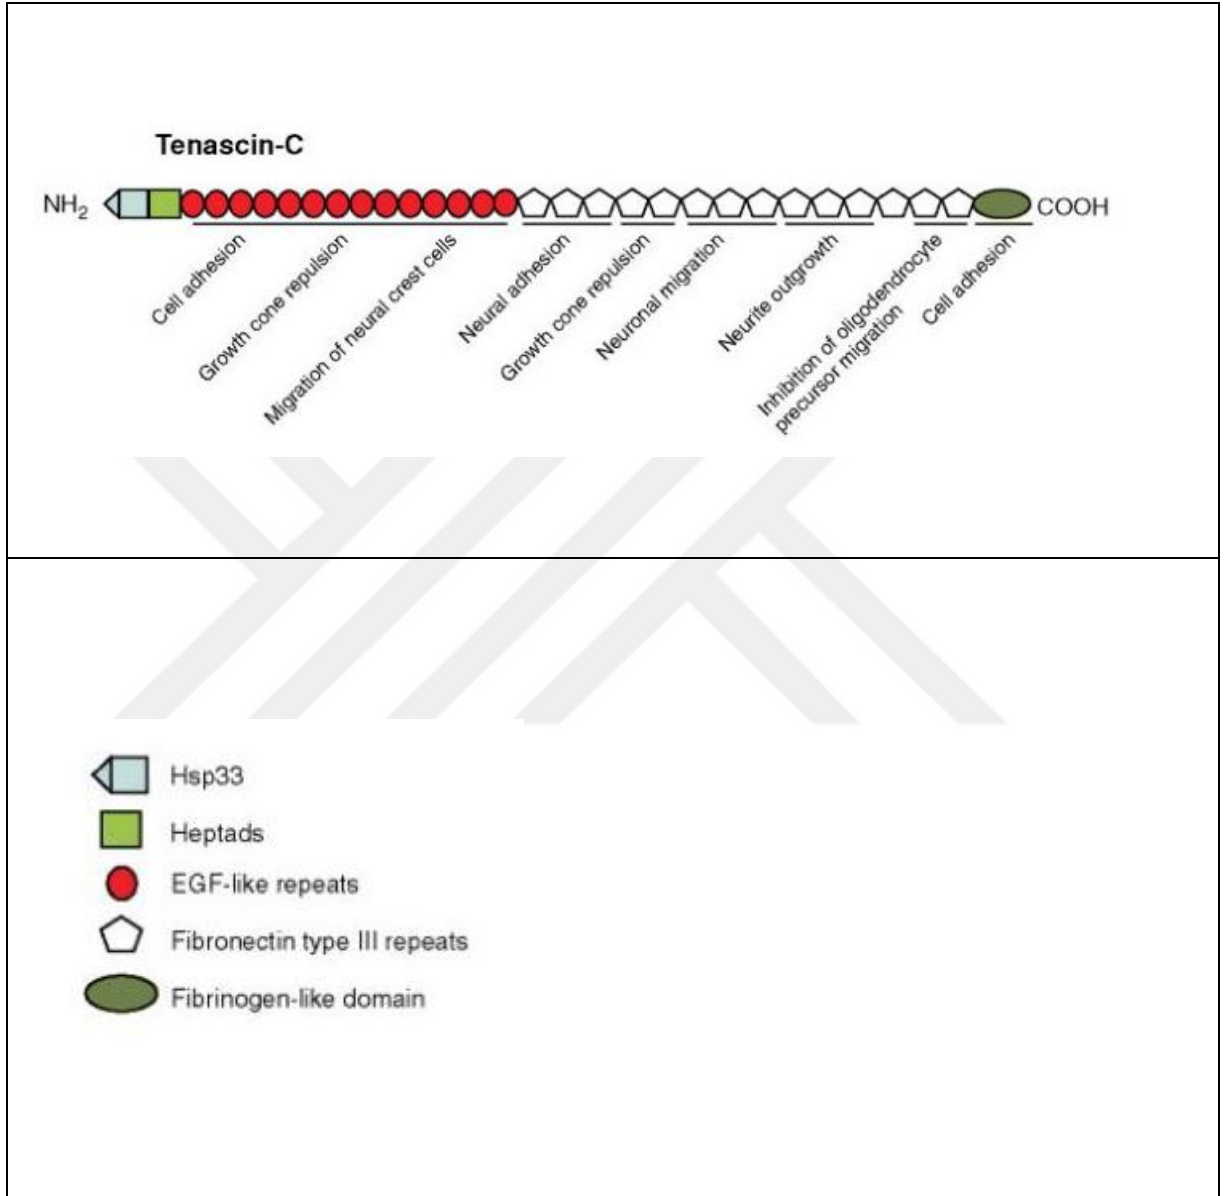 Tenascin-C
NH2
COOH
Cell adhesion
Growth cone repulsion
Migration of neural crest cells
Neural adhesion
Growth cone repulsion
Neuronal migration
Neurite outgrowth
Inhibition of oligodendrocyte
precursor migration
Cell adhesion
Hsp33
Heptads
EGF-like repeats
Fibronectin type III repeats
Fibrinogen-like domain